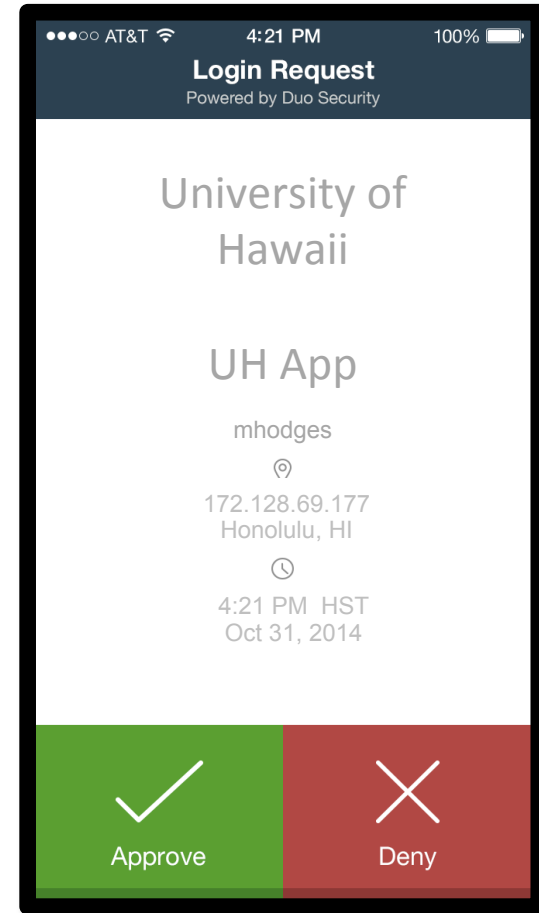 AT&T 4:21 PM 100%
Login Request
Powered by Duo Security
University of
Hawaii
UH App
mhodges
172.128.69.177
Honolulu, HI
4:21 PM HST
Oct 31, 2014
Approve Deny